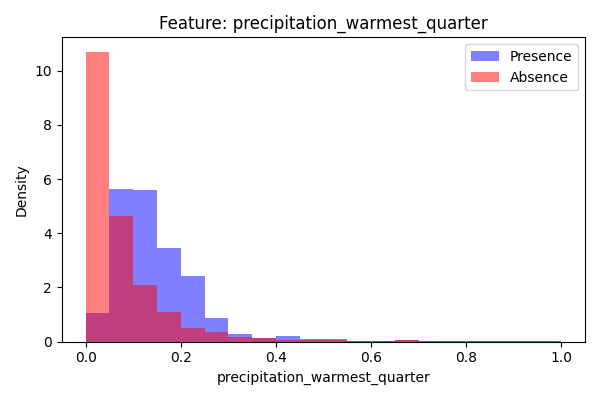 Feature: precipitation_warmest_quarter
Presence
Absence
Density
10
8
6
4
2
0
0.0 0.2 0.4 0.6 0.8 1.0
precipitation_warmest_quarter